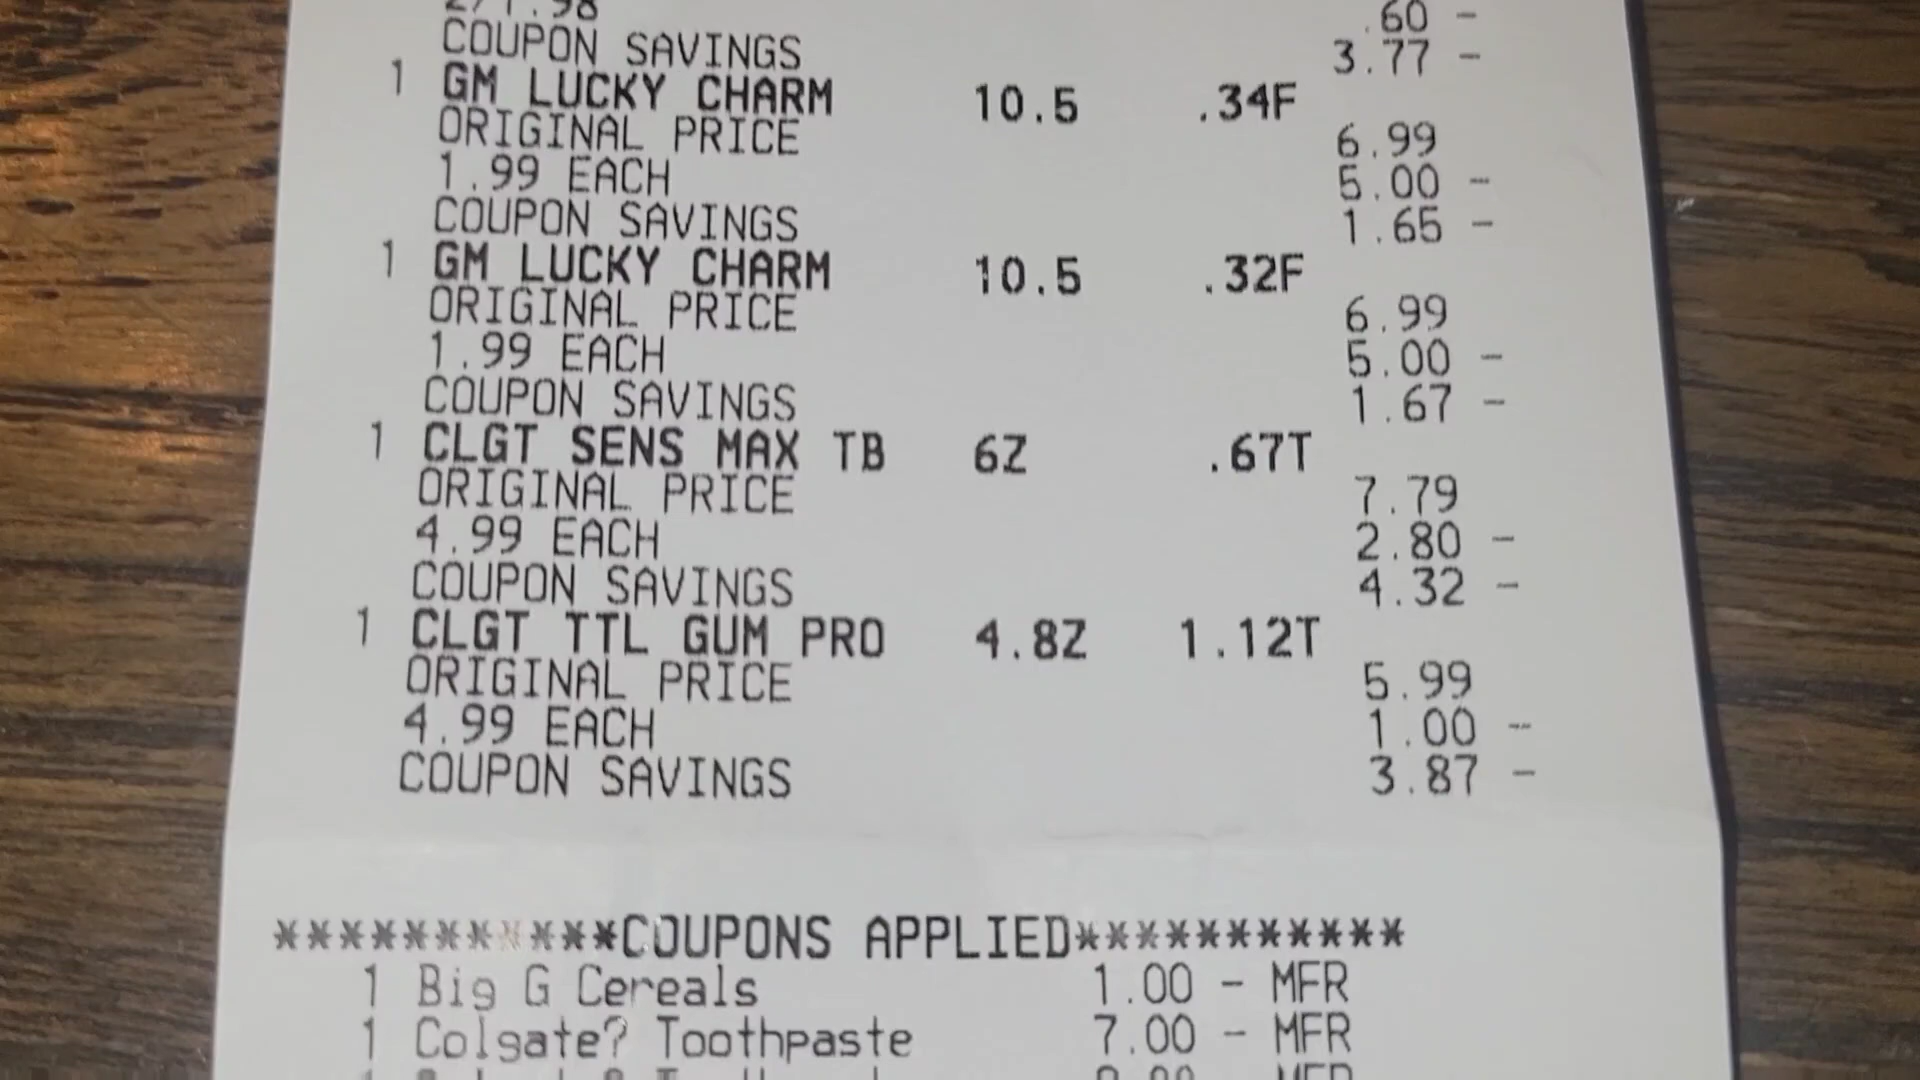 2/1.98 .60 -
COUPON SAVINGS 3.77 -
1 GM LUCKY CHARM 10.5 .34F
ORIGINAL PRICE 6.99
1.99 EACH 5.00 -
COUPON SAVINGS 1.65 -
1 GM LUCKY CHARM 10.5 .32F
ORIGINAL PRICE 6.99
1.99 EACH 5.00 -
COUPON SAVINGS 1.67 -
1 CLGT SENS MAX TB 6Z .67T
ORIGINAL PRICE 7.79
4.99 EACH 2.80 -
COUPON SAVINGS 4.32 -
1 CLGT TTL GUM PRO 4.8Z 1.12T
ORIGINAL PRICE 5.99
4.99 EACH 1.00 -
COUPON SAVINGS 3.87 -
***********COUPONS APPLIED***********
1 Big G Cereals 1.00 - MFR
1 Colgate? Toothpaste 7.00 - MFR